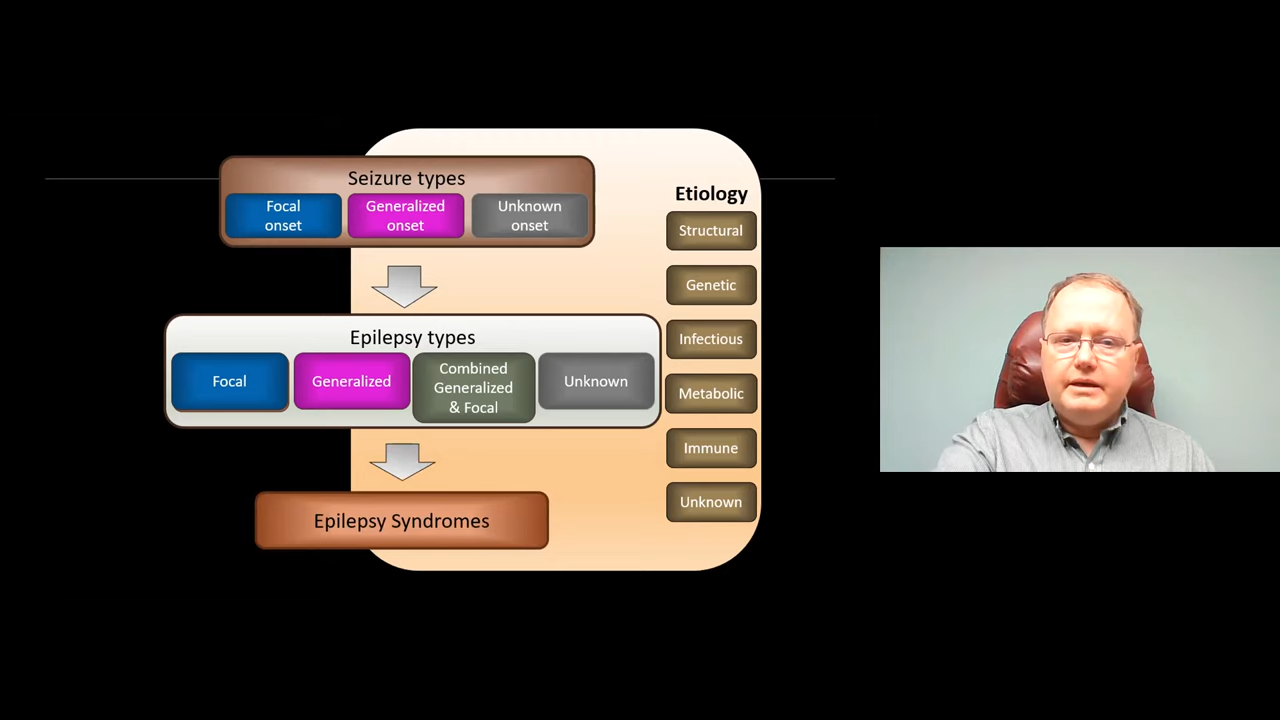 Seizure types
Focal
onset
Generalized
onset
Unknown
onset
Epilepsy types
Focal
Generalized
Combined
Generalized
& Focal
Unknown
Epilepsy Syndromes
Etiology
Structural
Genetic
Infectious
Metabolic
Immune
Unknown